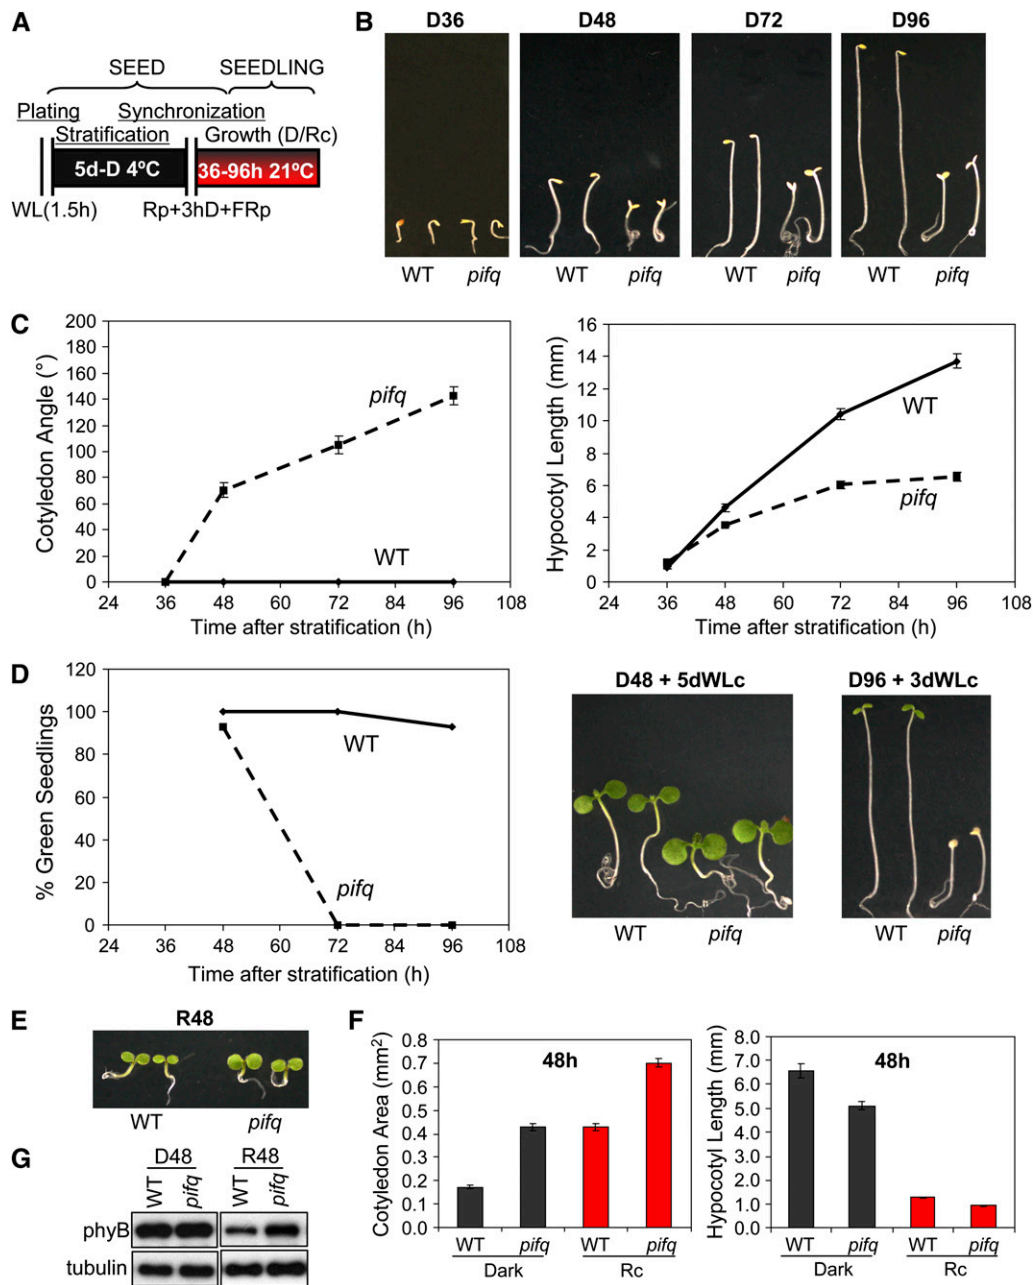 A
SEED SEEDLING
Plating Synchronization
Stratification Growth (D/Rc)
5d-D 4ºC 36-96h 21ºC
WL(1.5h) Rp+3hD+FRp
B
D36 D48 D72 D96
WT pifq WT pifq WT pifq WT pifq
C
Cotyledon Angle (°)
200
180
160
140
120
100
80
60
40
20
0
pifq
WT
24 36 48 60 72 84 96 108
Time after stratification (h)
Hypocotyl Length (mm)
16
14
12
10
8
6
4
2
0
WT
pifq
24 36 48 60 72 84 96 108
Time after stratification (h)
D
% Green Seedlings
120
100
80
60
40
20
0
WT
pifq
24 36 48 60 72 84 96 108
Time after stratification (h)
D48 + 5dWLc D96 + 3dWLc
WT pifq WT pifq
E
R48
WT pifq
F
Cotyledon Area (mm²)
0.8
0.7
0.6
0.5
0.4
0.3
0.2
0.1
0.0
48h
WT pifq WT pifq
Dark Rc
Hypocotyl Length (mm)
8.0
7.0
6.0
5.0
4.0
3.0
2.0
1.0
0.0
48h
WT pifq WT pifq
Dark Rc
G
D48 R48
WT pifq WT pifq
phyB
tubulin